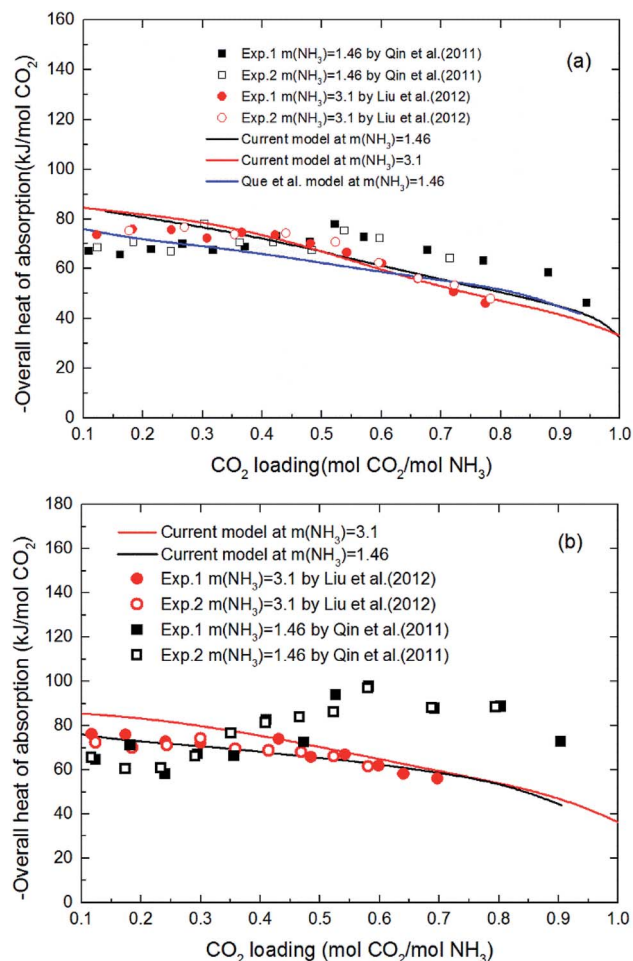 160
140
120
100
80
60
40
20
0
-Overall heat of absorption(kJ/mol CO₂)
(a)
Exp.1 m(NH₃)=1.46 by Qin et al.(2011)
Exp.2 m(NH₃)=1.46 by Qin et al.(2011)
Exp.1 m(NH₃)=3.1 by Liu et al.(2012)
Exp.2 m(NH₃)=3.1 by Liu et al.(2012)
Current model at m(NH₃)=1.46
Current model at m(NH₃)=3.1
Que et al. model at m(NH₃)=1.46
0.1 0.2 0.3 0.4 0.5 0.6 0.7 0.8 0.9 1.0
CO₂ loading(mol CO₂/mol NH₃)
180
160
140
120
100
80
60
40
20
0
-Overall heat of absorption (kJ/mol CO₂)
(b)
Current model at m(NH₃)=3.1
Current model at m(NH₃)=1.46
Exp.1 m(NH₃)=3.1 by Liu et al.(2012)
Exp.2 m(NH₃)=3.1 by Liu et al.(2012)
Exp.1 m(NH₃)=1.46 by Qin et al.(2011)
Exp.2 m(NH₃)=1.46 by Qin et al.(2011)
0.1 0.2 0.3 0.4 0.5 0.6 0.7 0.8 0.9 1.0
CO₂ loading (mol CO₂/mol NH₃)